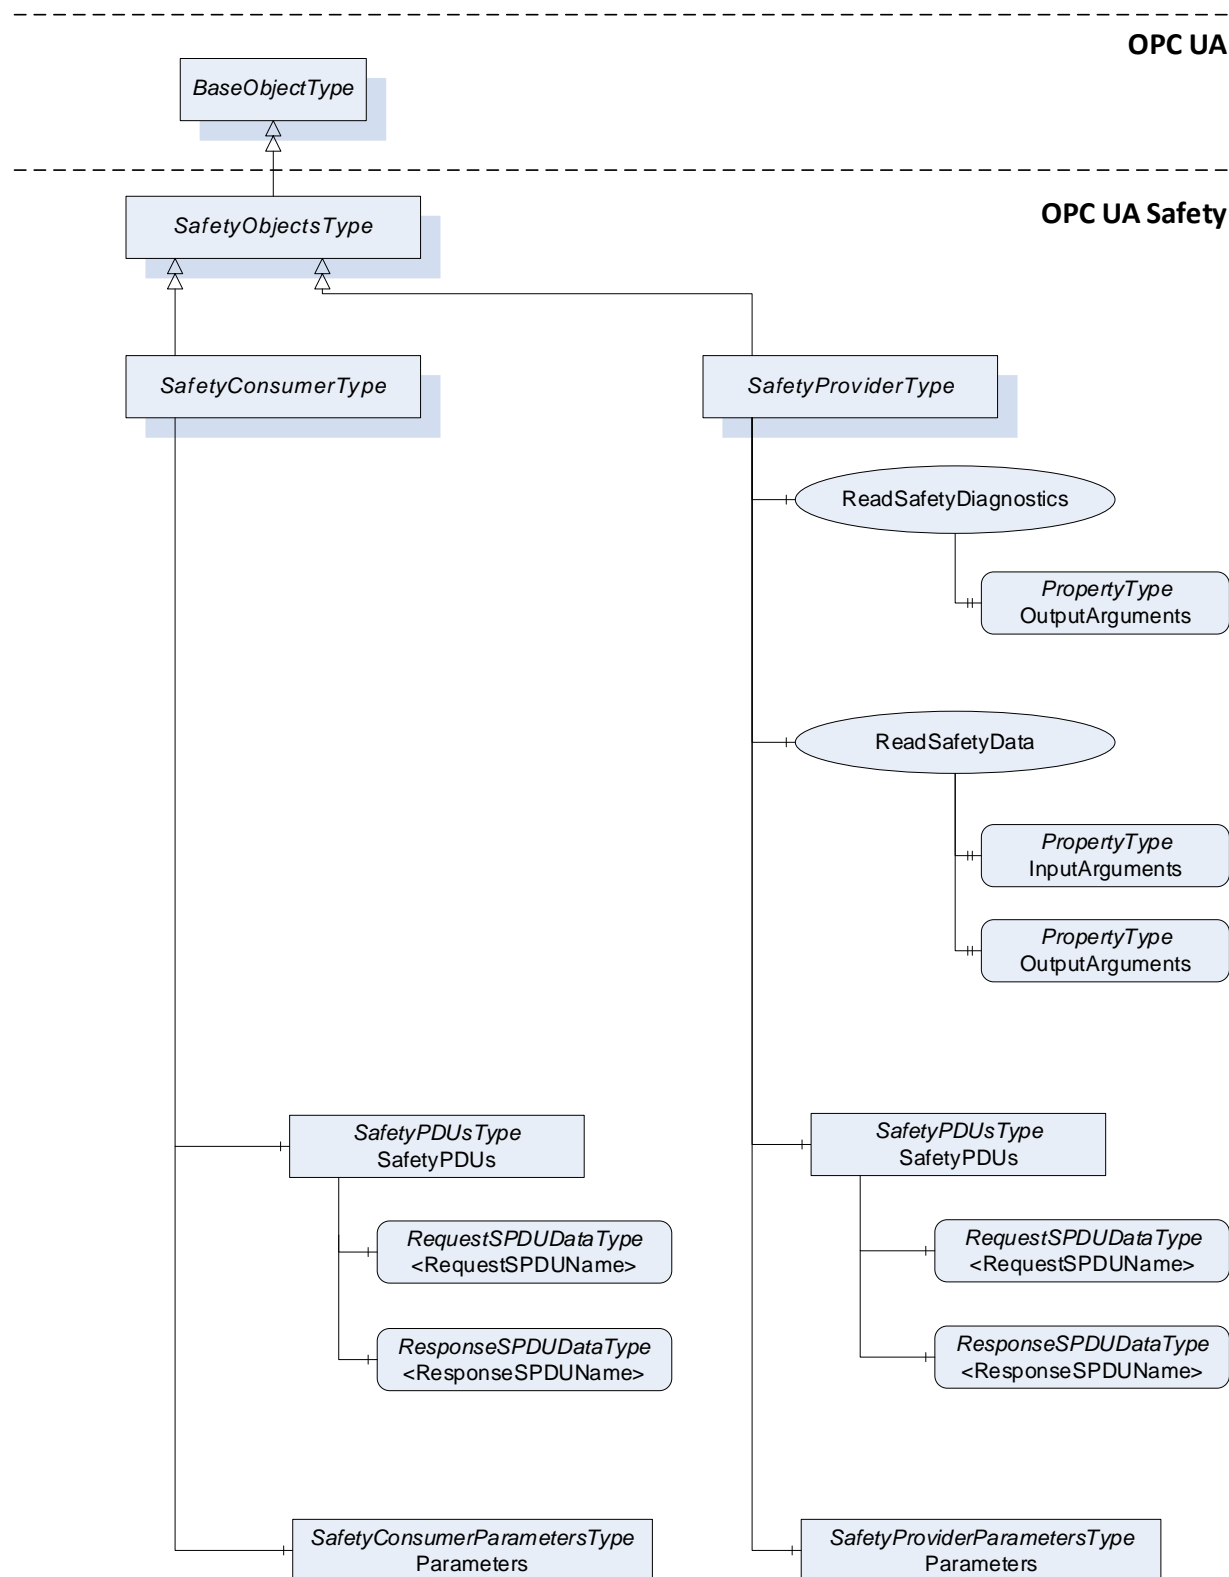 OPC UA
BaseObjectType
OPC UA Safety
SafetyObjectsType
SafetyConsumerType
SafetyProviderType
ReadSafetyDiagnostics
PropertyType
OutputArguments
ReadSafetyData
PropertyType
InputArguments
PropertyType
OutputArguments
SafetyPDUsType
SafetyPDUs
RequestSPDUDataType
<RequestSPDUName>
ResponseSPDUDataType
<ResponseSPDUName>
SafetyPDUsType
SafetyPDUs
RequestSPDUDataType
<RequestSPDUName>
ResponseSPDUDataType
<ResponseSPDUName>
SafetyConsumerParametersType
Parameters
SafetyProviderParametersType
Parameters